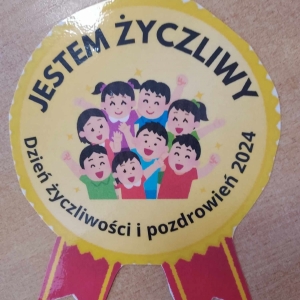 JESTEM ŻYCZLIWY
Dzień życzliwości i pozdrowień 2024